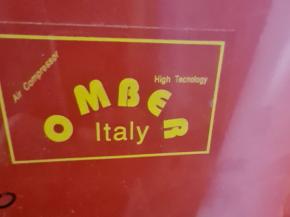 Air Compressor
High Tecnology
OMBER
Italy